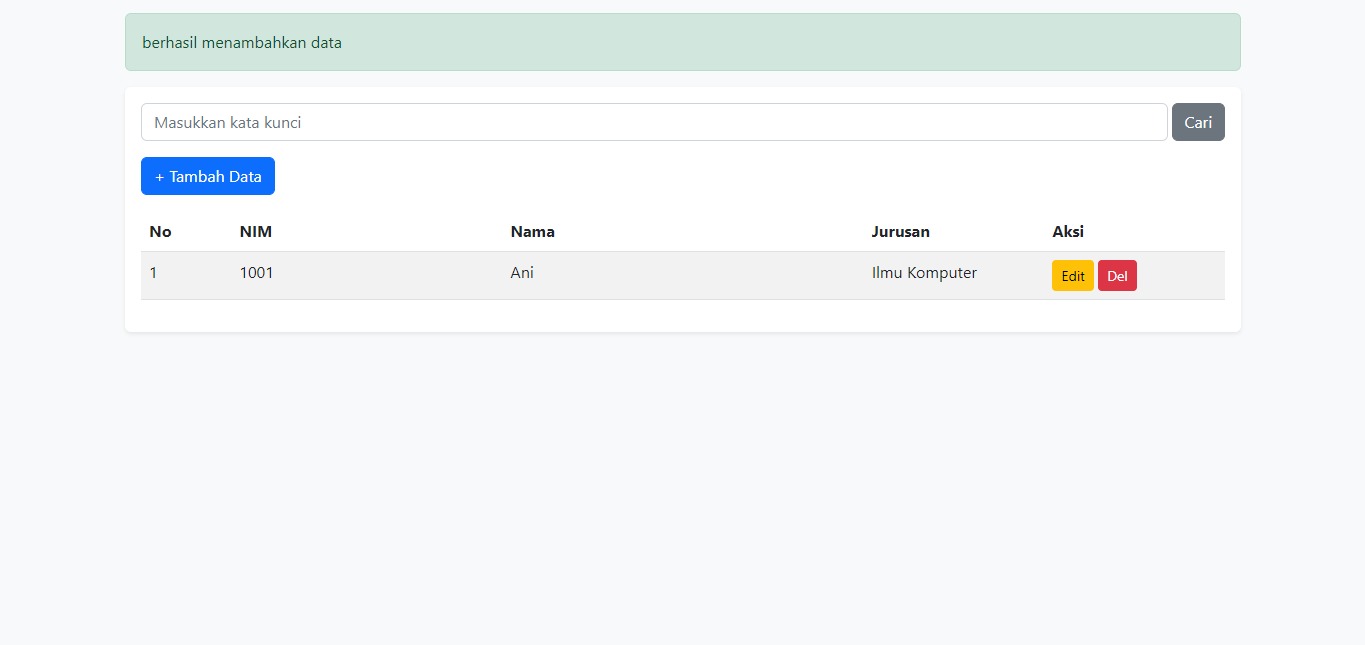 berhasil menambahkan data
Masukkan kata kunci Cari
+ Tambah Data
No NIM Nama Jurusan Aksi
1 1001 Ani Ilmu Komputer Edit Del